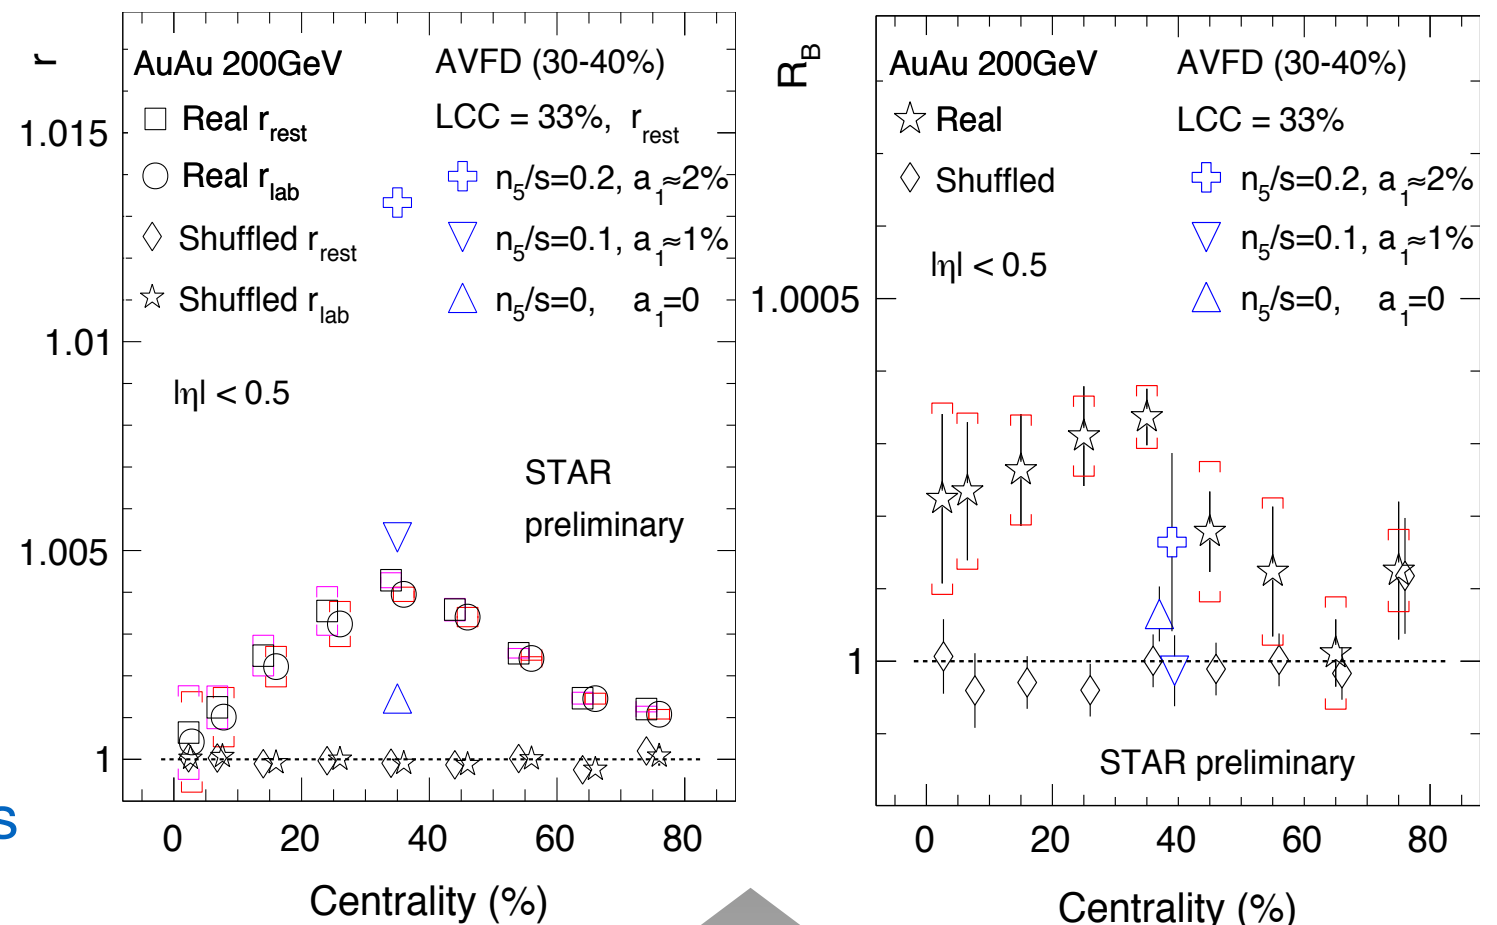 r
AuAu 200GeV
AVFD (30-40%)
Real r_rest
LCC = 33%, r_rest
1.015
Real r_lab
n_5/s=0.2, a_1≈2%
Shuffled r_rest
n_5/s=0.1, a_1≈1%
Shuffled r_lab
n_5/s=0, a_1=0
1.01
|η| < 0.5
STAR
preliminary
1.005
1
0 20 40 60 80
Centrality (%)
s
R_B
AuAu 200GeV
AVFD (30-40%)
Real
LCC = 33%
Shuffled
n_5/s=0.2, a_1≈2%
n_5/s=0.1, a_1≈1%
|η| < 0.5
n_5/s=0, a_1=0
1.0005
1
STAR preliminary
0 20 40 60 80
Centrality (%)